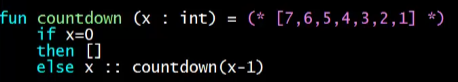 fun countdown (x : int) = (* [7,6,5,4,3,2,1] *)
    if x=0
    then []
    else x :: countdown(x-1)